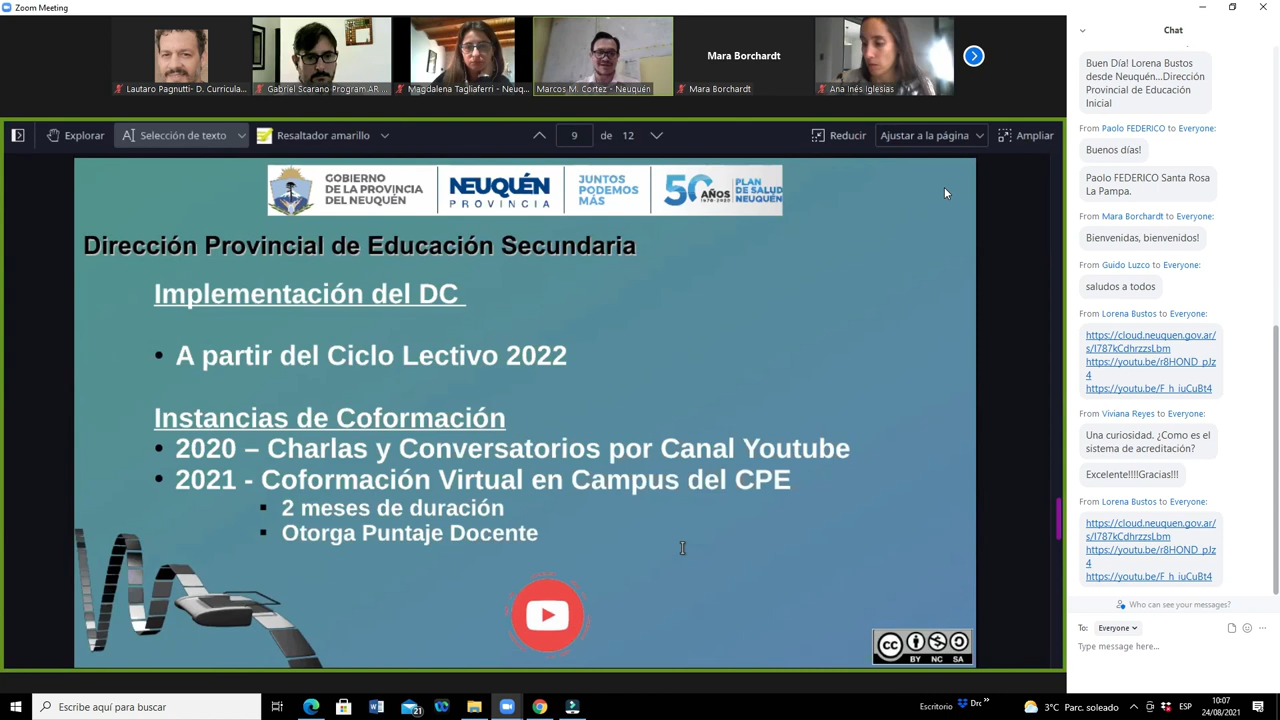 Zoom Meeting
Lautaro Pagnutti- D. Curricula...
Gabriel Scarano Program.AR ...
Magdalena Tagliaferri - Neuq...
Marcos M. Cortez - Neuquén
Mara Borchardt
Mara Borchardt
Ana Inés Iglesias
Explorar
Selección de texto
Resaltador amarillo
9 de 12
Reducir
Ajustar a la página
Ampliar
GOBIERNO
DE LA PROVINCIA
DEL NEUQUÉN
NEUQUÉN
PROVINCIA
JUNTOS
PODEMOS
MÁS
50 AÑOS
1970-2020
PLAN
DE SALUD
NEUQUÉN
Dirección Provincial de Educación Secundaria
Implementación del DC
• A partir del Ciclo Lectivo 2022
Instancias de Coformación
• 2020 – Charlas y Conversatorios por Canal Youtube
• 2021 - Coformación Virtual en Campus del CPE
▪ 2 meses de duración
▪ Otorga Puntaje Docente
cc
BY NC SA
Chat
Buen Día! Lorena Bustos
desde Neuquén...Dirección
Provincial de Educación
Inicial
From Paolo FEDERICO to Everyone:
Buenos días!
Paolo FEDERICO Santa Rosa
La Pampa.
From Mara Borchardt to Everyone:
Bienvenidas, bienvenidos!
From Guido Luzco to Everyone:
saludos a todos
From Lorena Bustos to Everyone:
https://cloud.neuquen.gov.ar/
s/I787kCdhrzzsLbm
https://youtu.be/r8HOND_pJz
4
https://youtu.be/F_h_iuCuBt4
From Viviana Reyes to Everyone:
Una curiosidad. ¿Como es el
sistema de acreditación?
Excelente!!!!Gracias!!!
From Lorena Bustos to Everyone:
https://cloud.neuquen.gov.ar/
s/I787kCdhrzzsLbm
https://youtu.be/r8HOND_pJz
4
https://youtu.be/F_h_iuCuBt4
Who can see your messages?
To: Everyone
Type message here...
Escribe aquí para buscar
21
Escritorio
Drc
3°C Parc. soleado
ESP
10:07
24/08/2021